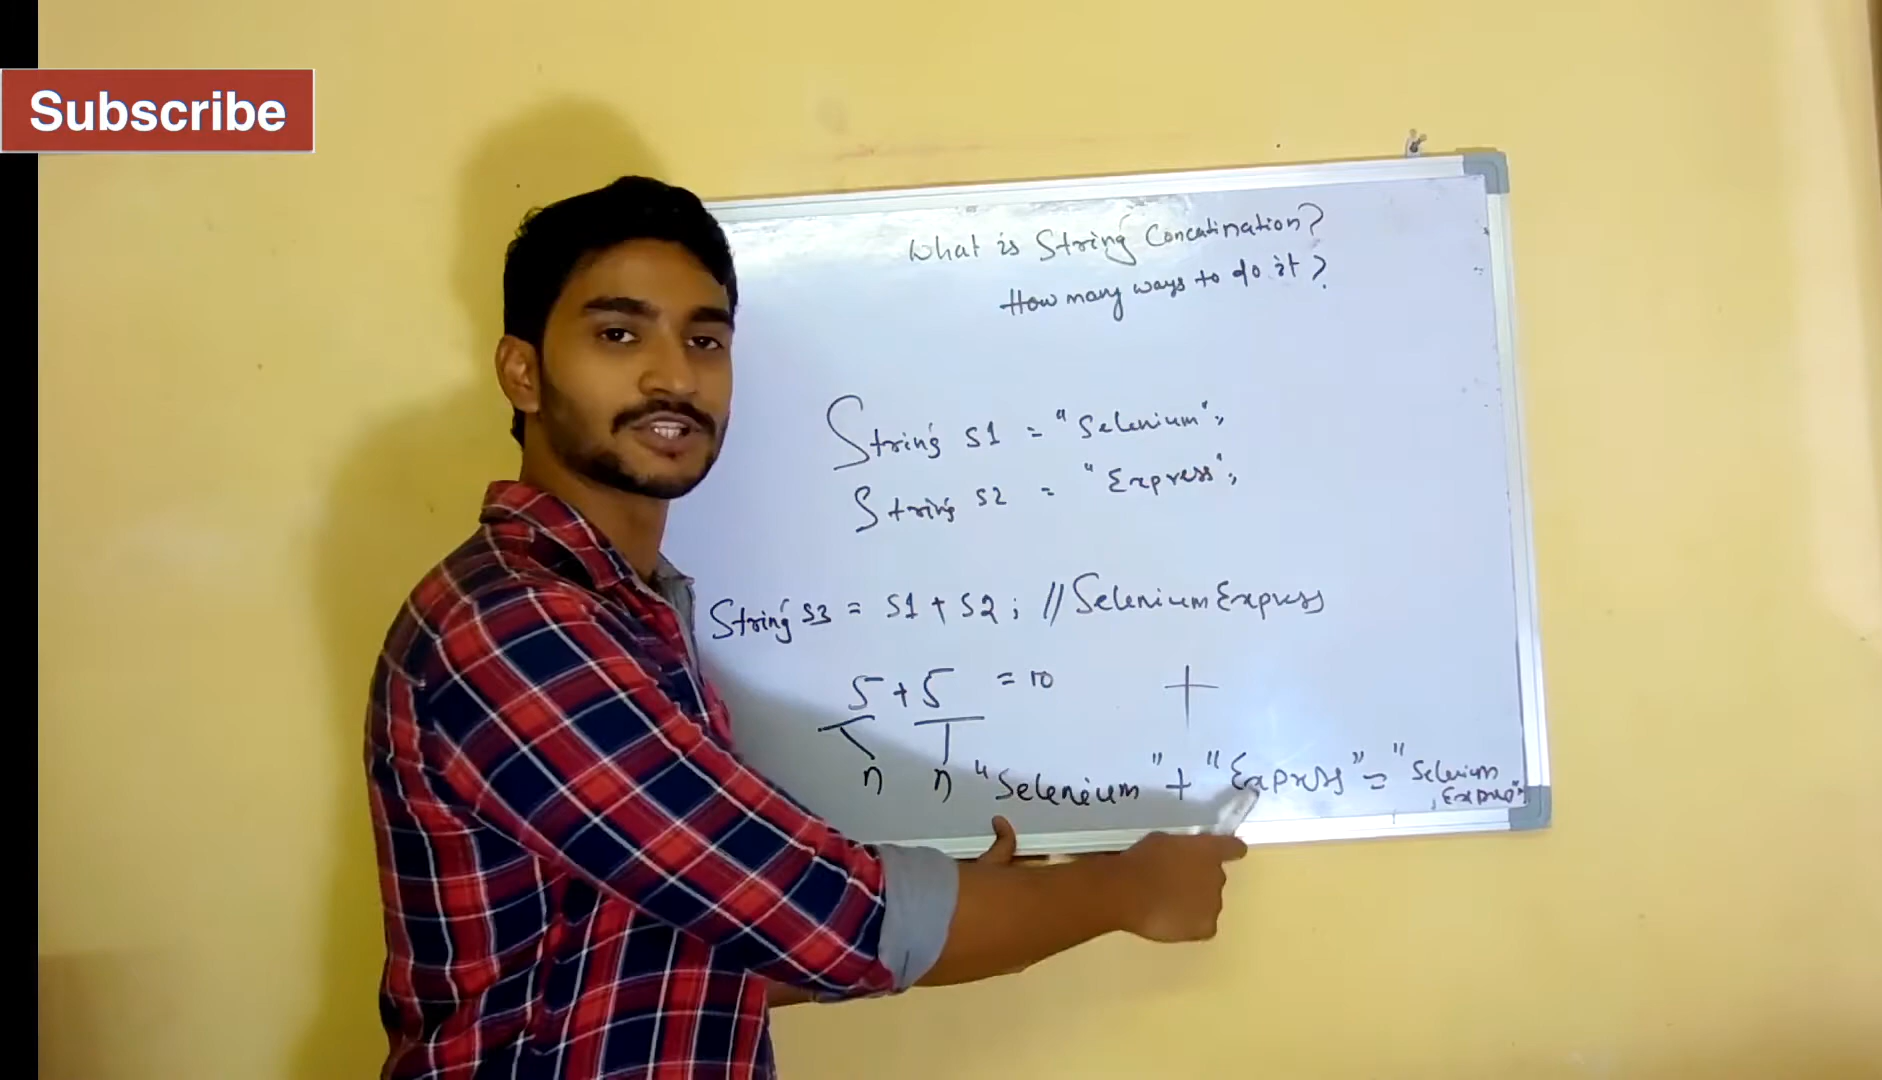 Subscribe
What is String Concatination?
How many ways to do it?
String s1 = "Selenium";
String s2 = "Express";
String s3 = s1 + s2; // Selenium Express
5 + 5 = 10
+
n n
"Selenium" + "Express" = "Selenium
Express"